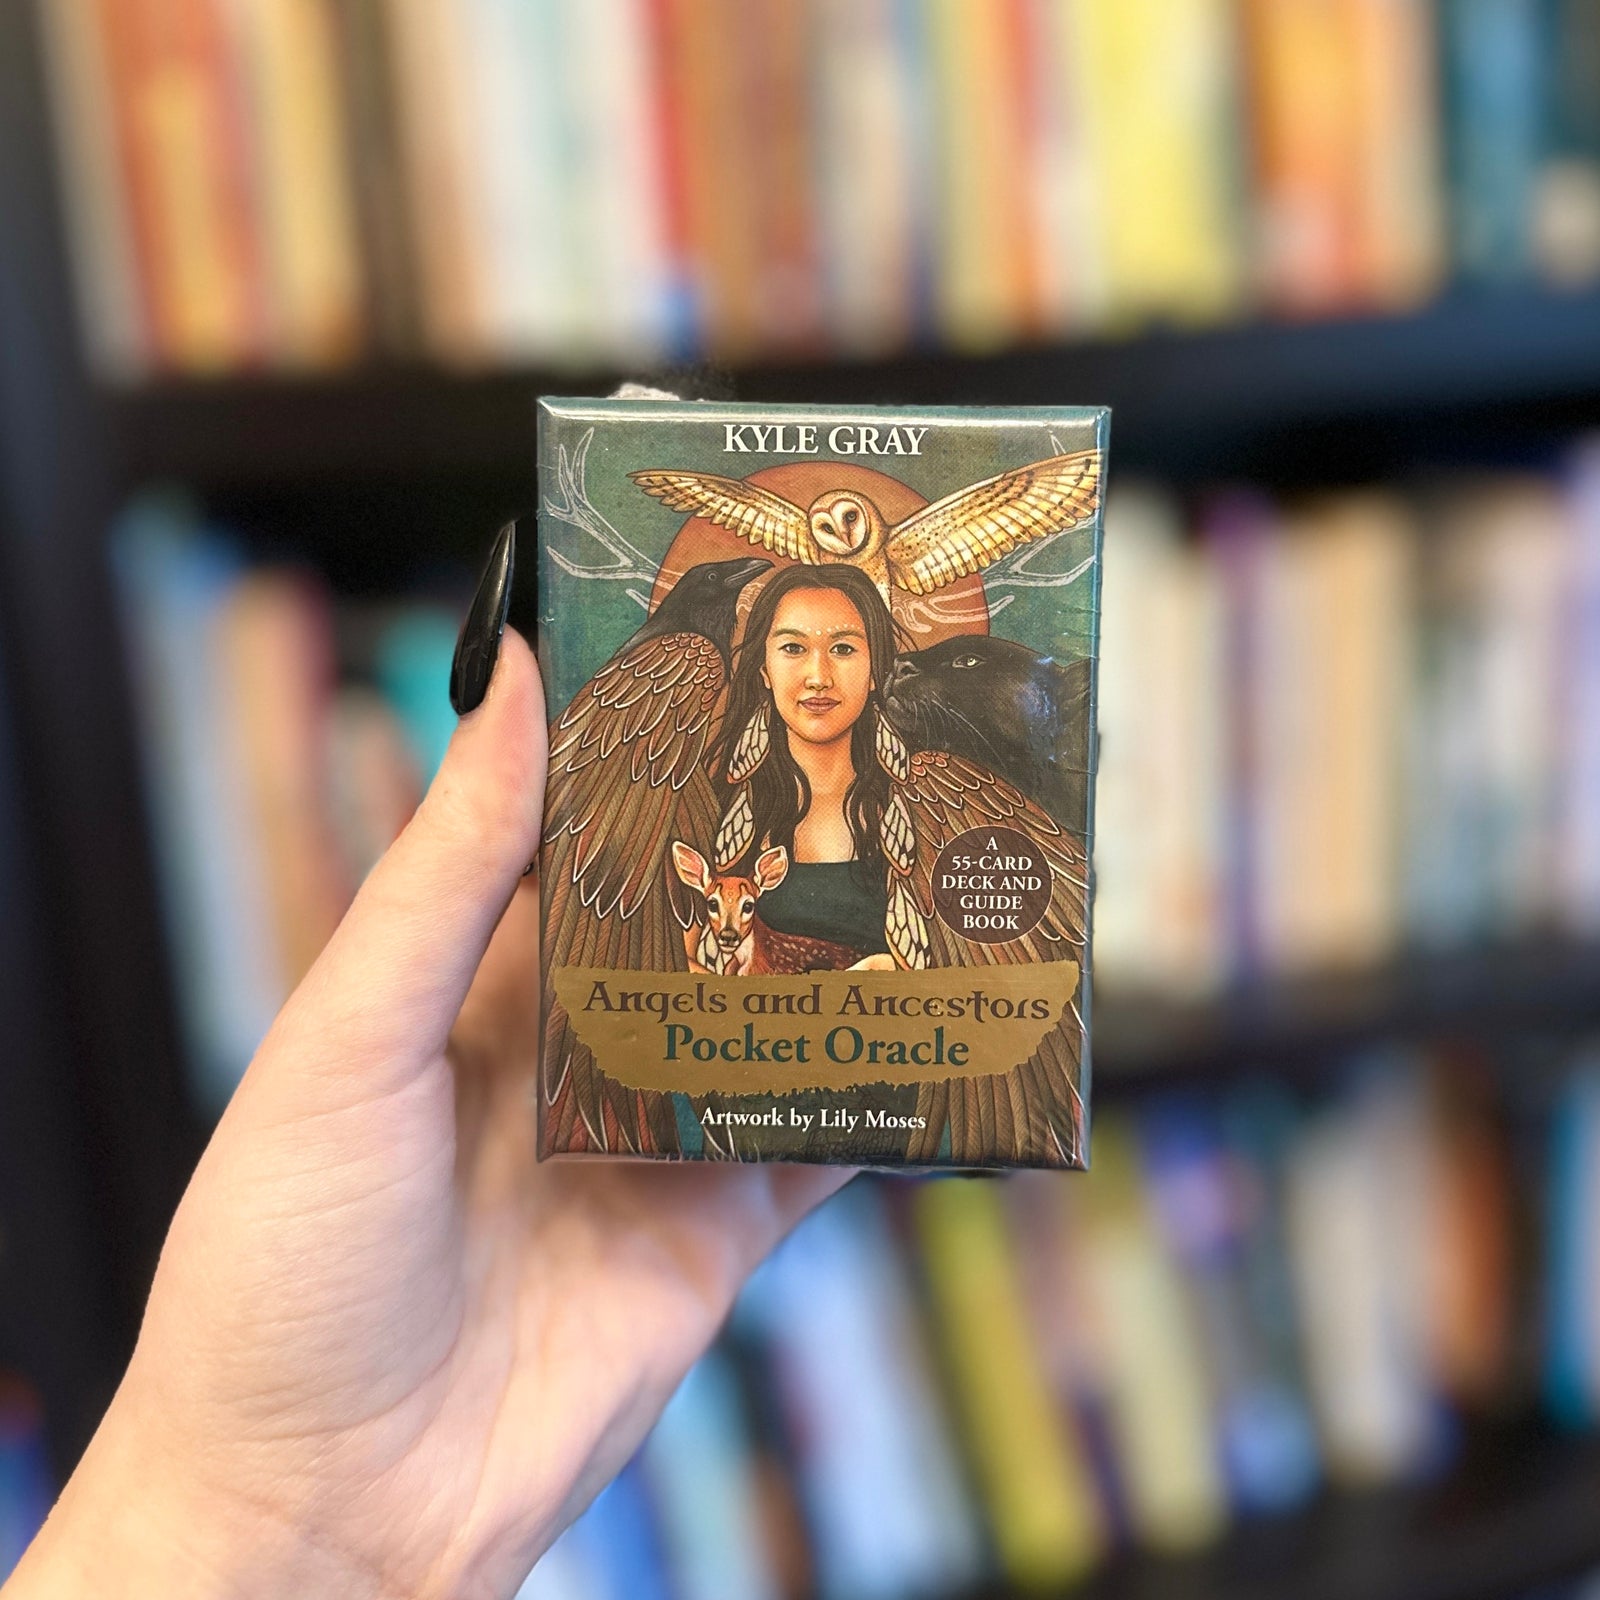 KYLE GRAY
A
55-CARD
DECK AND
GUIDE
BOOK
Angels and Ancestors
Pocket Oracle
Artwork by Lily Moses